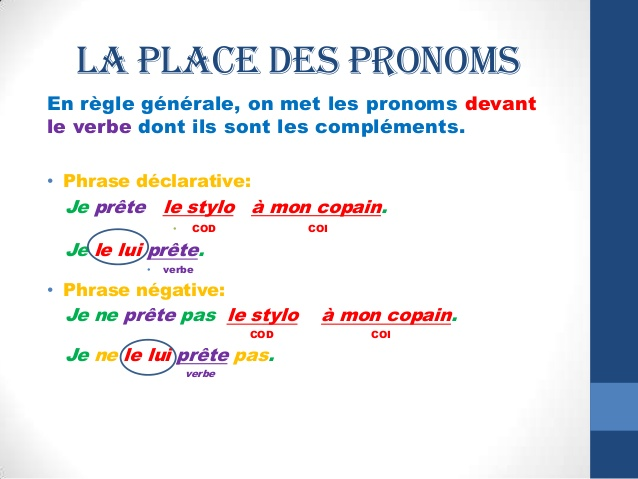 LA PLACE DES PRONOMS
En règle générale, on met les pronoms devant
le verbe dont ils sont les compléments.
• Phrase déclarative:
Je prête le stylo à mon copain.
• COD COI
Je le lui prête.
• verbe
• Phrase négative:
Je ne prête pas le stylo à mon copain.
COD COI
Je ne le lui prête pas.
verbe